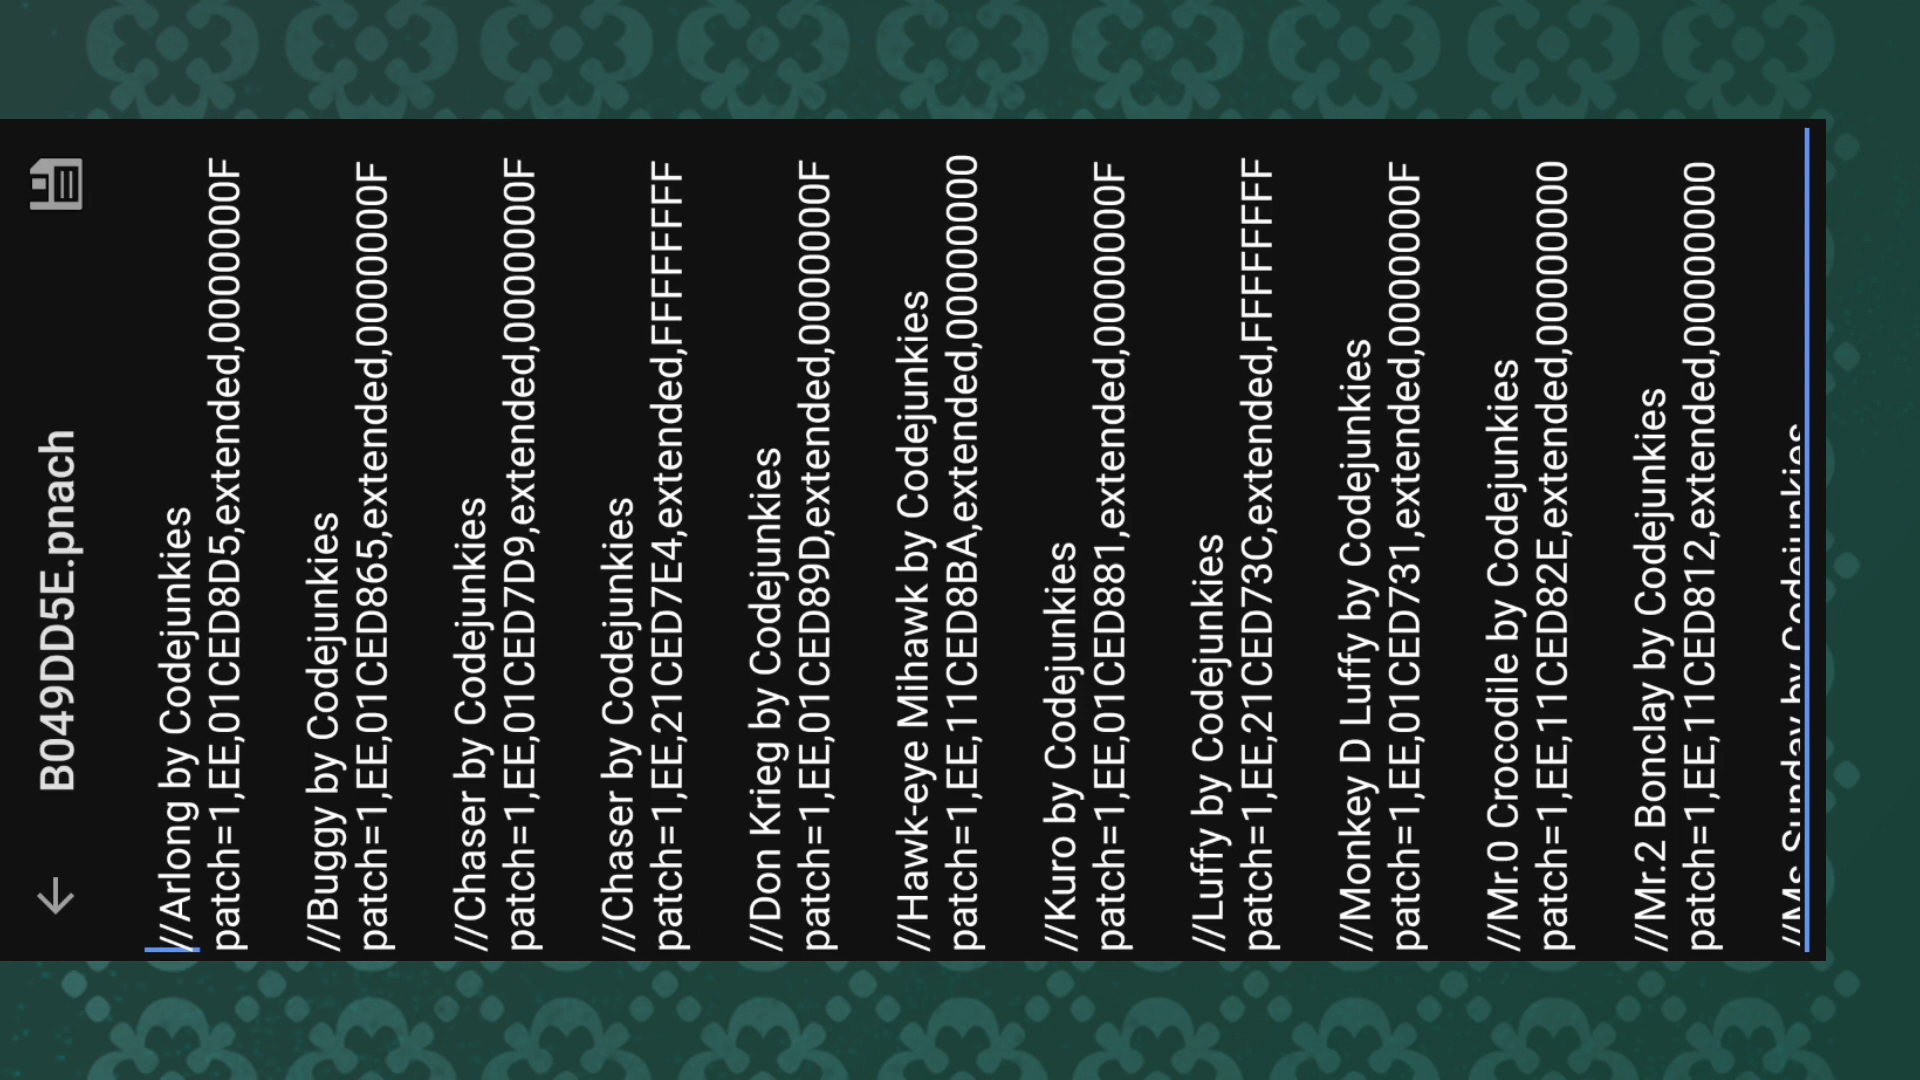 B049DD5E.pnach
//Arlong by Codejunkies
patch=1,EE,01CED8D5,extended,0000000F
//Buggy by Codejunkies
patch=1,EE,01CED865,extended,0000000F
//Chaser by Codejunkies
patch=1,EE,01CED7D9,extended,0000000F
//Chaser by Codejunkies
patch=1,EE,21CED7E4,extended,FFFFFFFF
//Don Krieg by Codejunkies
patch=1,EE,01CED89D,extended,0000000F
//Hawk-eye Mihawk by Codejunkies
patch=1,EE,11CED8BA,extended,00000000
//Kuro by Codejunkies
patch=1,EE,01CED881,extended,0000000F
//Luffy by Codejunkies
patch=1,EE,21CED73C,extended,FFFFFFFF
//Monkey D Luffy by Codejunkies
patch=1,EE,01CED731,extended,0000000F
//Mr.0 Crocodile by Codejunkies
patch=1,EE,11CED82E,extended,00000000
//Mr.2 Bonclay by Codejunkies
patch=1,EE,11CED812,extended,00000000
//Ms Sunday by Codejunkies